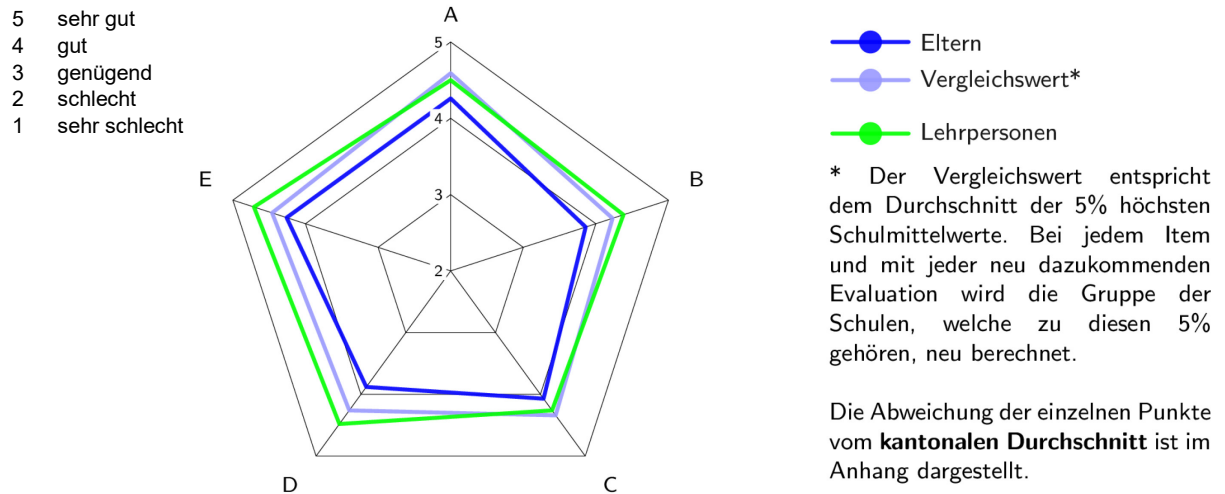 5 sehr gut
4 gut
3 genügend
2 schlecht
1 sehr schlecht
A
5
4
3
2
E
B
D
C
Eltern
Vergleichswert*
Lehrpersonen
* Der Vergleichswert entspricht
dem Durchschnitt der 5% höchsten
Schulmittelwerte. Bei jedem Item
und mit jeder neu dazukommenden
Evaluation wird die Gruppe der
Schulen, welche zu diesen 5%
gehören, neu berechnet.
Die Abweichung der einzelnen Punkte
vom kantonalen Durchschnitt ist im
Anhang dargestellt.